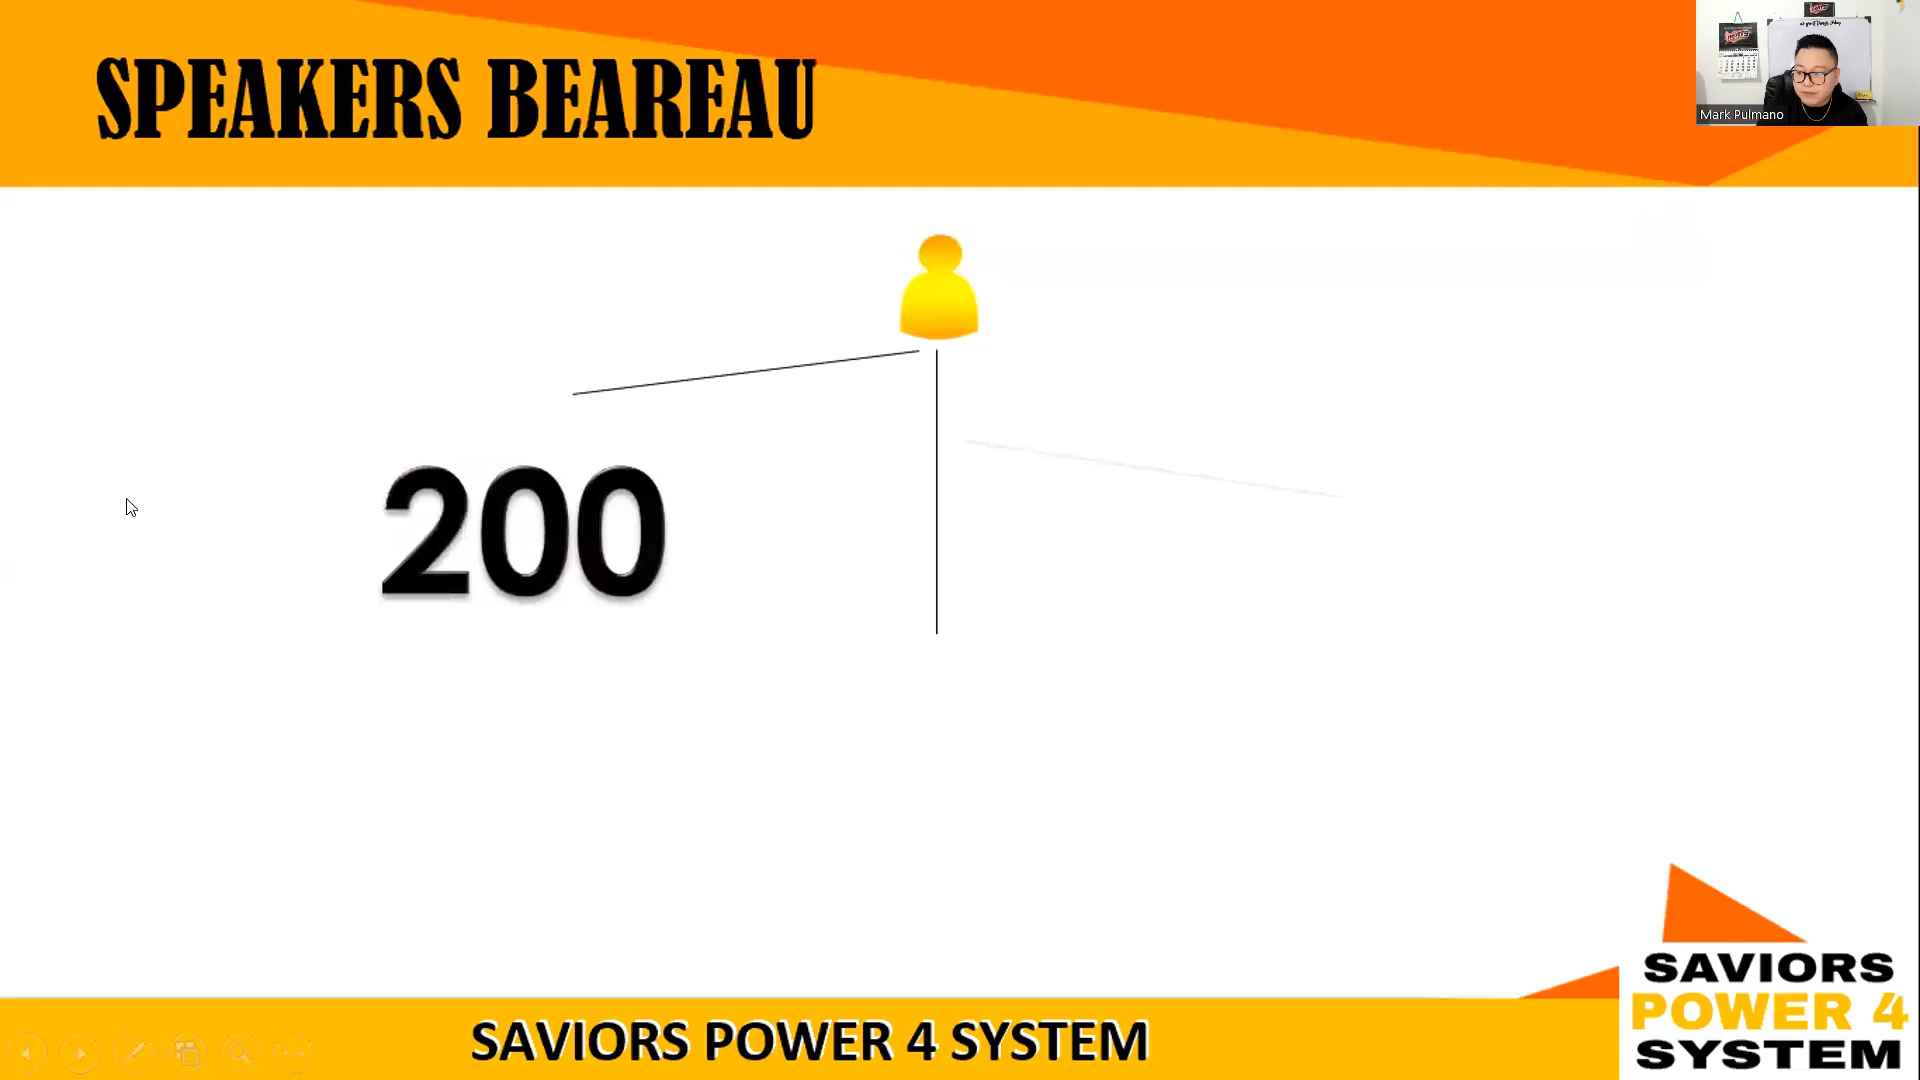 SPEAKERS BEAREAU
Mark Pulmano
200
SAVIORS POWER 4 SYSTEM
SAVIORS
POWER 4
SYSTEM